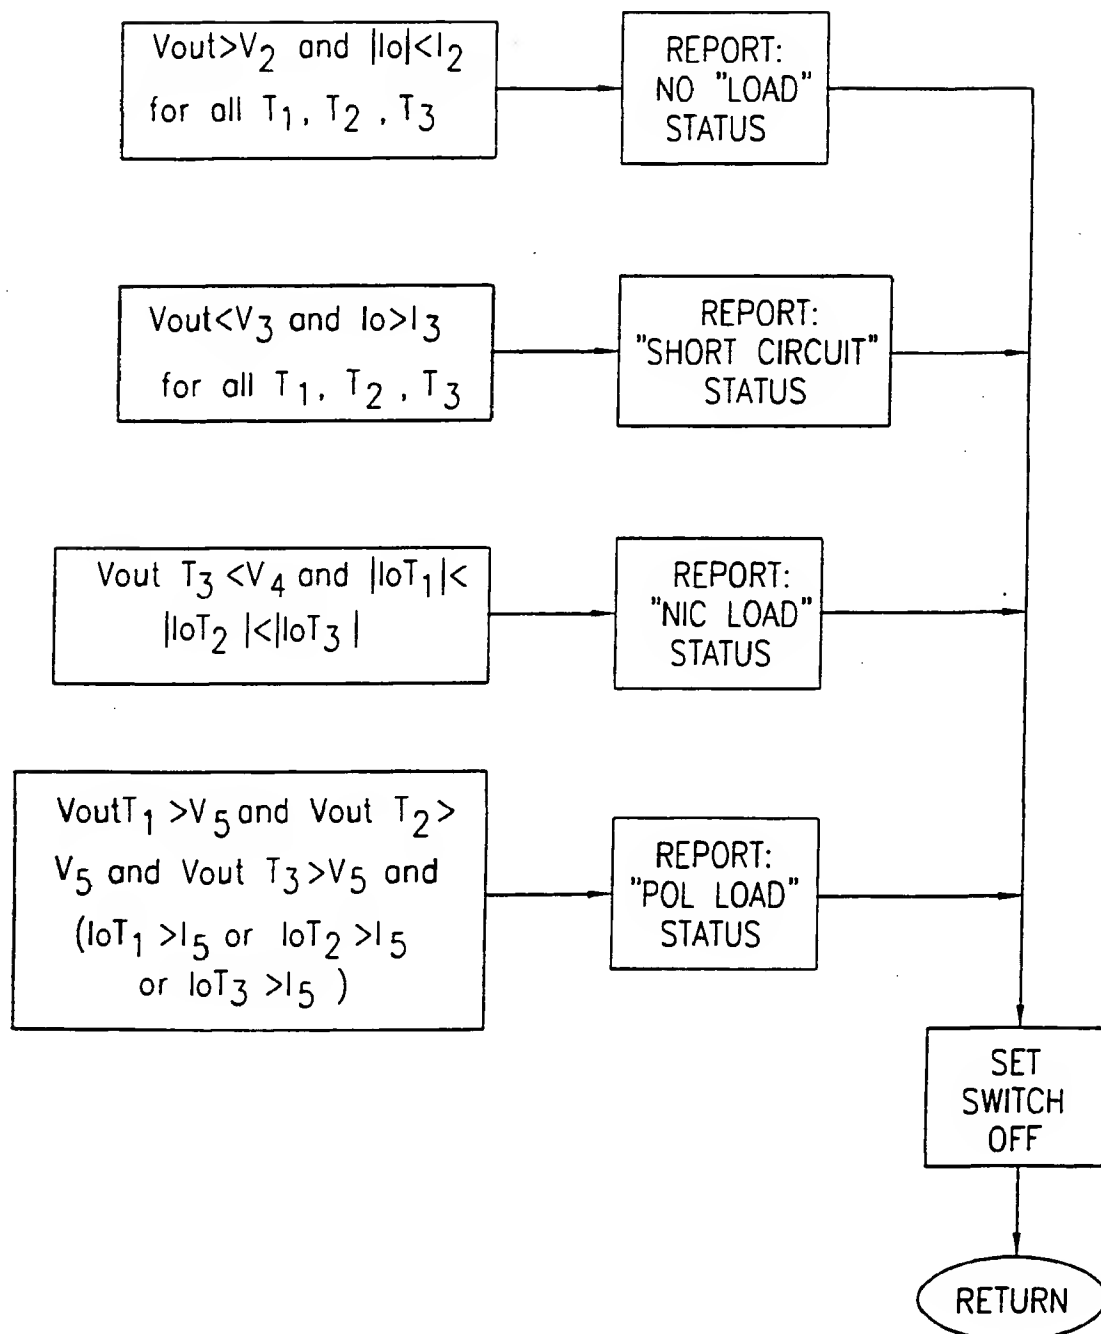 Vout>V2 and |Io|<I2
for all T1, T2 , T3
REPORT:
NO "LOAD"
STATUS
Vout<V3 and Io>I3
for all T1, T2 , T3
REPORT:
"SHORT CIRCUIT"
STATUS
Vout T3 <V4 and |IoT1|<
|IoT2 |<|IoT3 |
REPORT:
"NIC LOAD"
STATUS
VoutT1 >V5 and Vout T2>
V5 and Vout T3>V5 and
(IoT1 >I5 or IoT2 >I5
or IoT3 >I5 )
REPORT:
"POL LOAD"
STATUS
SET
SWITCH
OFF
RETURN